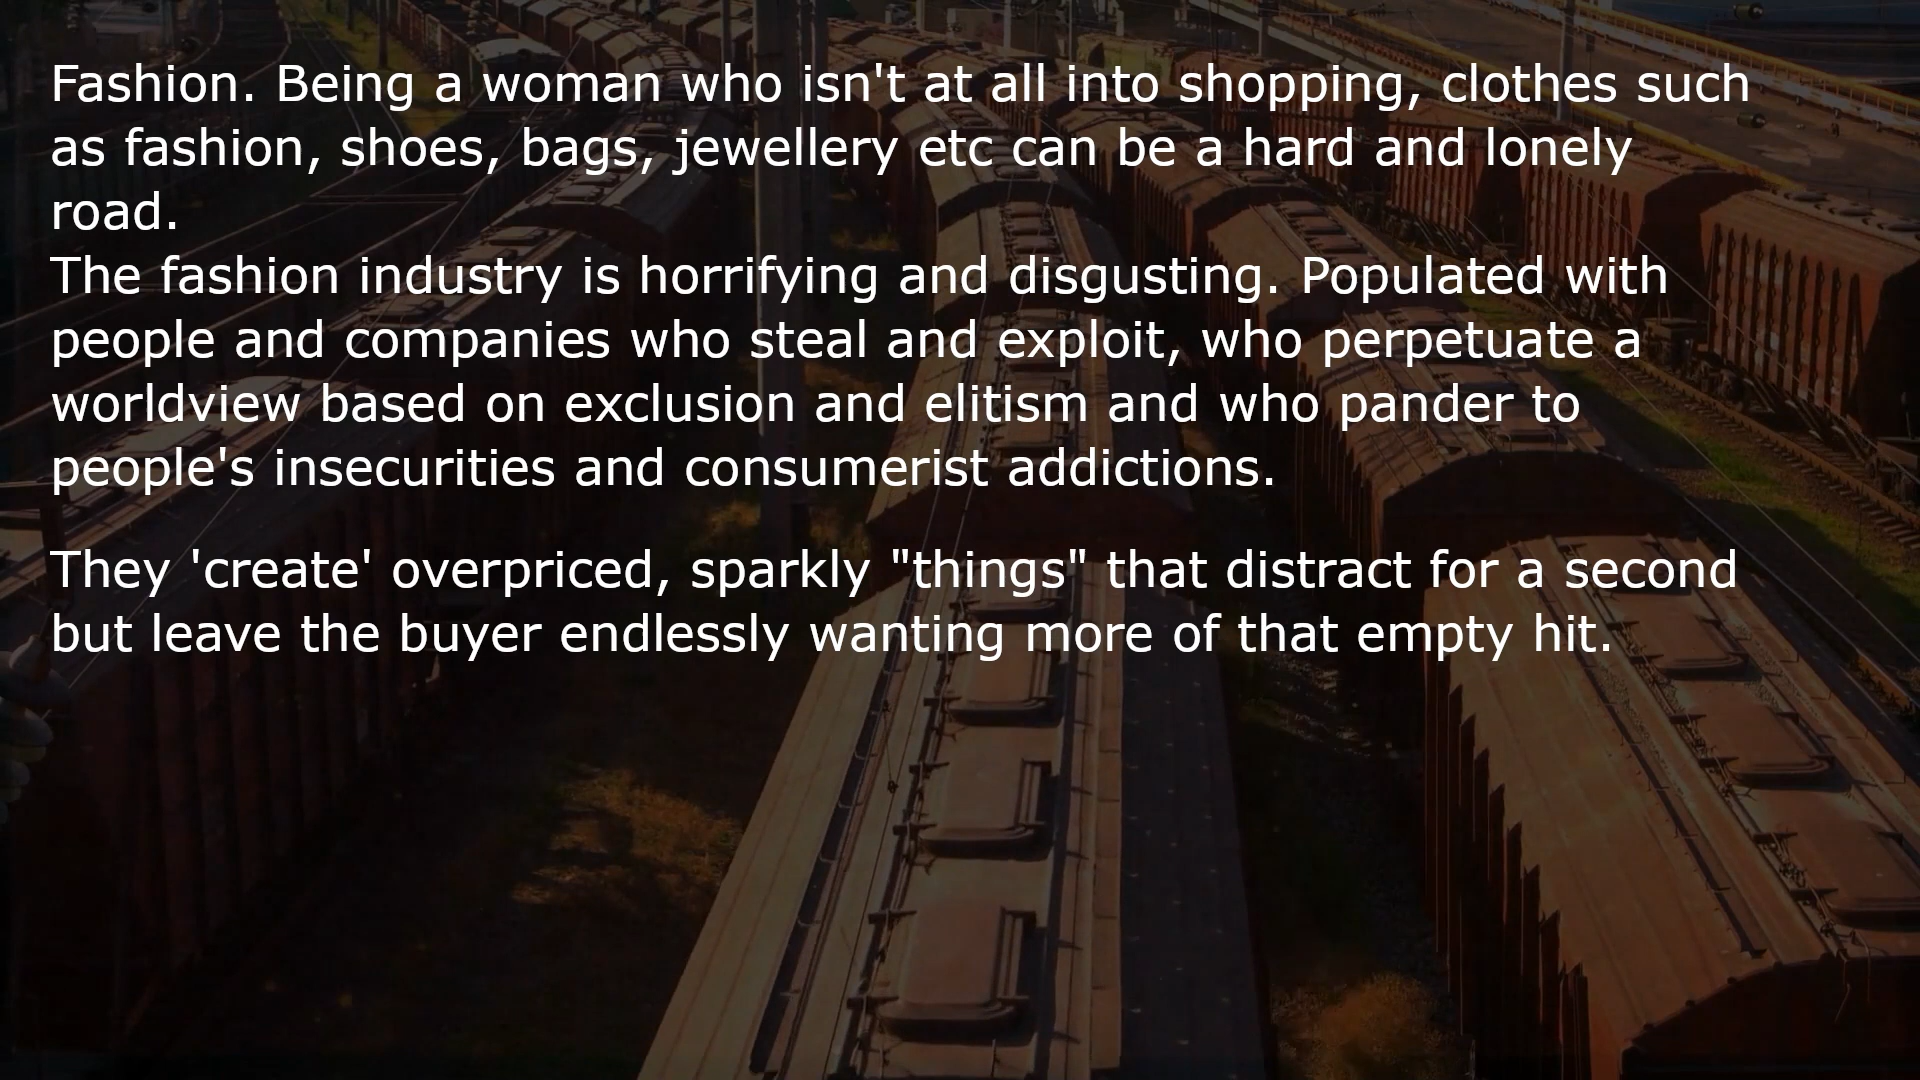 Fashion. Being a woman who isn't at all into shopping, clothes such
as fashion, shoes, bags, jewellery etc can be a hard and lonely
road.
The fashion industry is horrifying and disgusting. Populated with
people and companies who steal and exploit, who perpetuate a
worldview based on exclusion and elitism and who pander to
people's insecurities and consumerist addictions.
They 'create' overpriced, sparkly "things" that distract for a second
but leave the buyer endlessly wanting more of that empty hit.